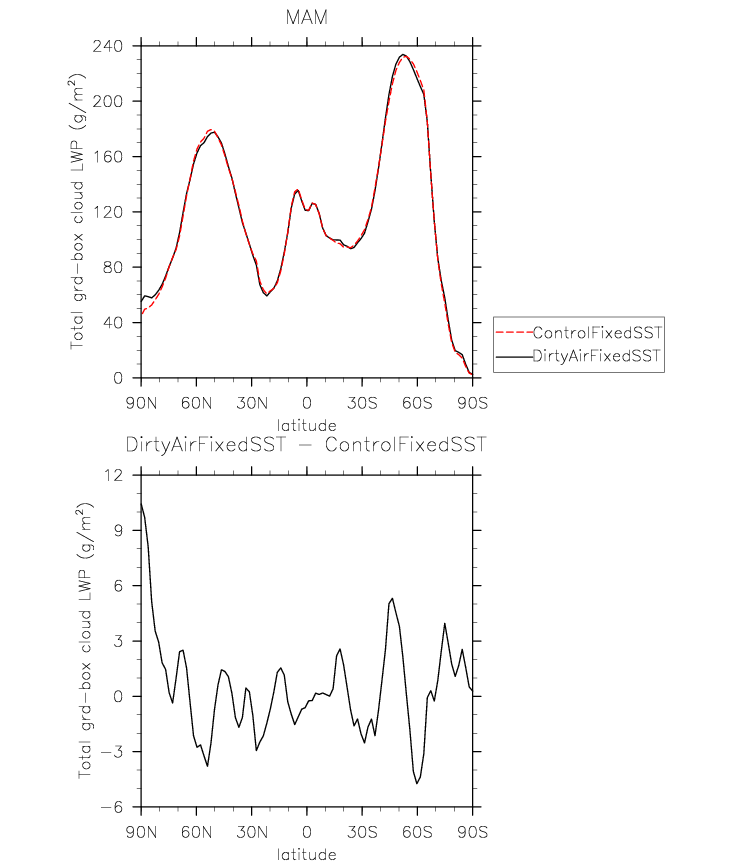 MAM
Total grd-box cloud LWP (g/m²)
240
200
160
120
80
40
0
90N 60N 30N 0 30S 60S 90S
latitude
ControlFixedSST
DirtyAirFixedSST
DirtyAirFixedSST - ControlFixedSST
Total grd-box cloud LWP (g/m²)
12
9
6
3
0
-3
-6
90N 60N 30N 0 30S 60S 90S
latitude